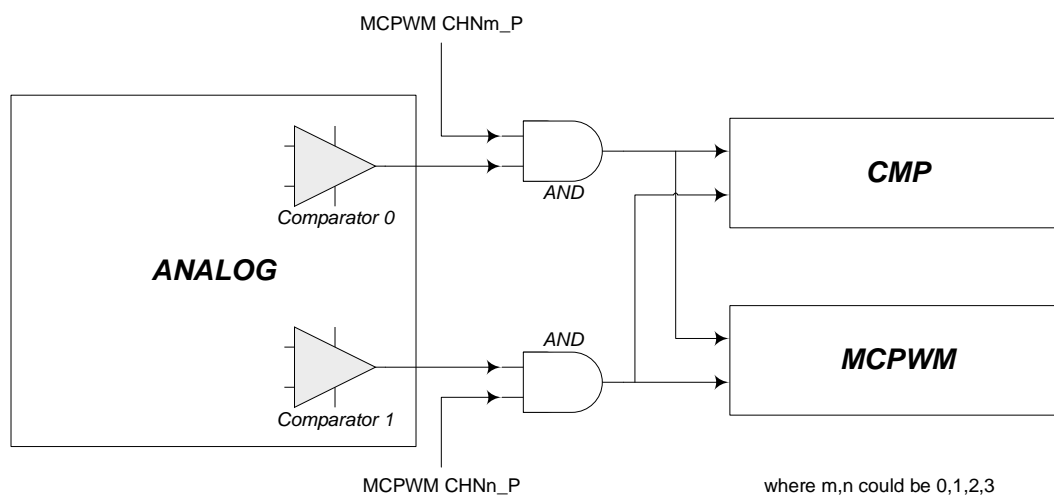 MCPWM CHNm_P
AND
CMP
Comparator 0
ANALOG
AND
MCPWM
Comparator 1
MCPWM CHNn_P
where m,n could be 0,1,2,3